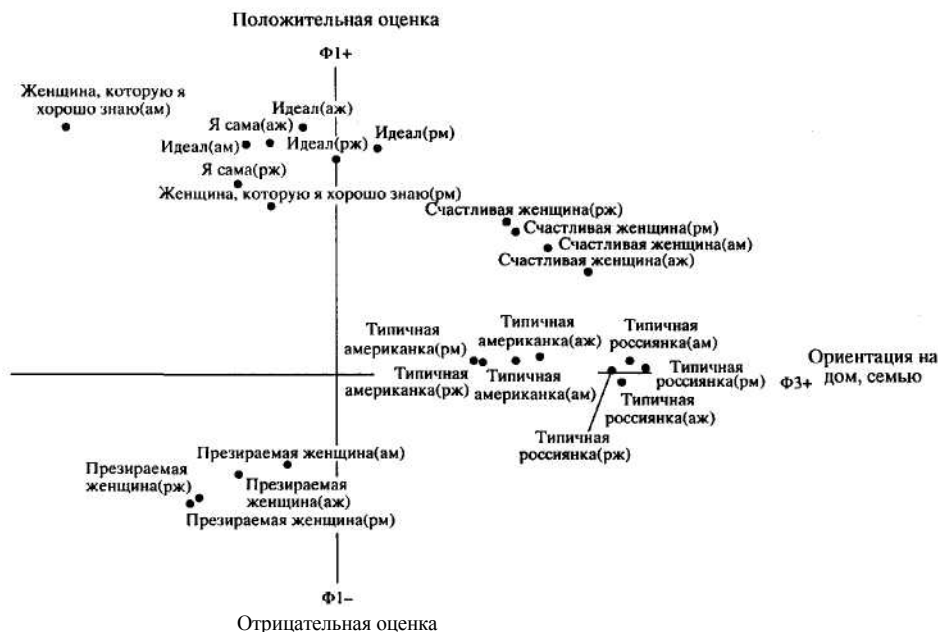 Положительная оценка
Ф1+
Женщина, которую я
хорошо знаю(ам)
Идеал(аж)
Я сама(аж)
Идеал(рм)
Идеал(ам)
Идеал(рж)
Я сама(рж)
Женщина, которую я хорошо знаю(рм)
Счастливая женщина(рж)
Счастливая женщина(рм)
Счастливая женщина(ам)
Счастливая женщина(аж)
Типичная
американка(рм)
Типичная
американка(аж)
Типичная
россиянка(ам)
Ориентация на
дом, семью
Ф3+
Типичная
американка(рж)
Типичная
американка(ам)
Типичная
россиянка(рм)
Типичная
россиянка(аж)
Типичная
россиянка(рж)
Презираемая женщина(ам)
Презираемая
женщина(рж)
Презираемая
женщина(аж)
Презираемая женщина(рм)
Ф1–
Отрицательная оценка